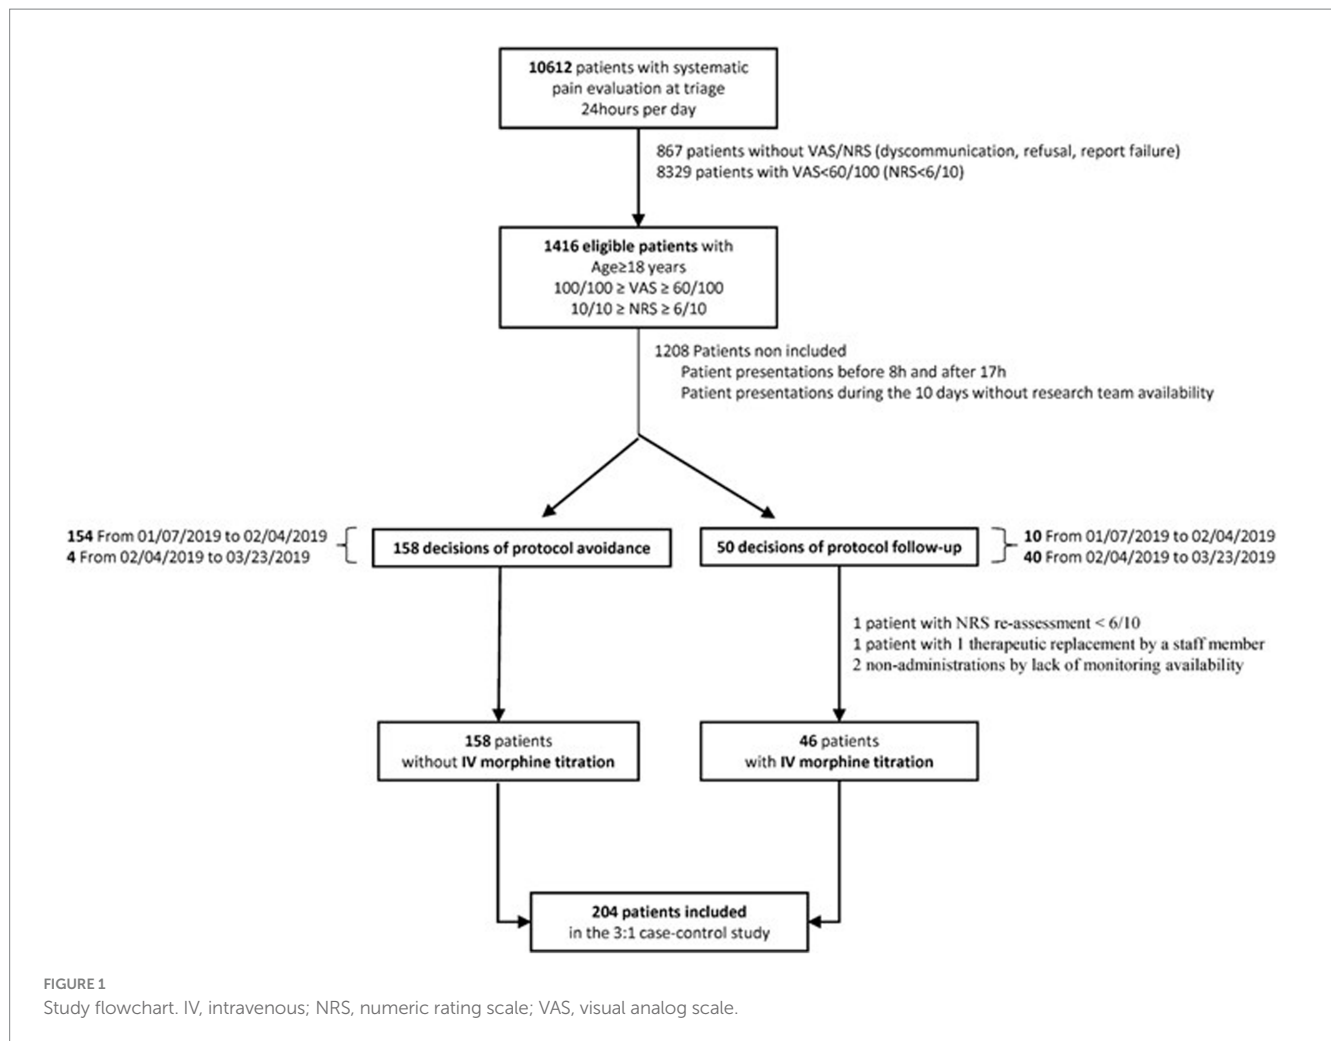 10612 patients with systematic
pain evaluation at triage
24hours per day
867 patients without VAS/NRS (dyscommunication, refusal, report failure)
8329 patients with VAS<60/100 (NRS<6/10)
1416 eligible patients with
Age≥18 years
100/100 ≥ VAS ≥ 60/100
10/10 ≥ NRS ≥ 6/10
1208 Patients non included
Patient presentations before 8h and after 17h
Patient presentations during the 10 days without research team availability
154 From 01/07/2019 to 02/04/2019
4 From 02/04/2019 to 03/23/2019
158 decisions of protocol avoidance
50 decisions of protocol follow-up
10 From 01/07/2019 to 02/04/2019
40 From 02/04/2019 to 03/23/2019
1 patient with NRS re-assessment < 6/10
1 patient with 1 therapeutic replacement by a staff member
2 non-administrations by lack of monitoring availability
158 patients
without IV morphine titration
46 patients
with IV morphine titration
204 patients included
in the 3:1 case-control study
FIGURE 1
Study flowchart. IV, intravenous; NRS, numeric rating scale; VAS, visual analog scale.